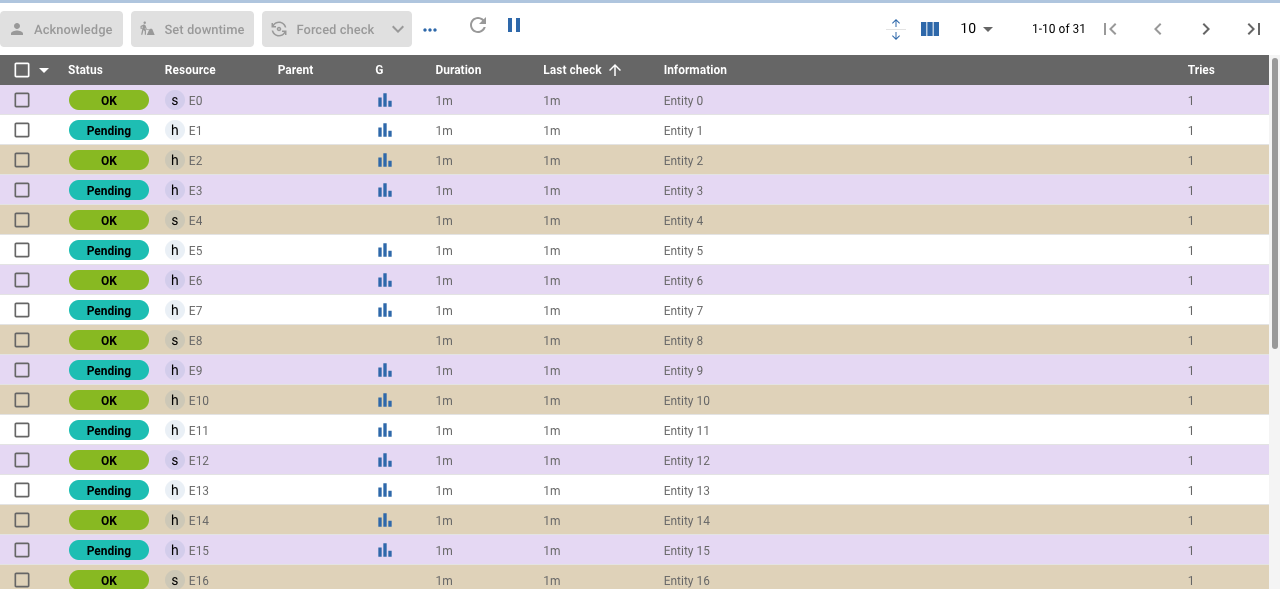 Acknowledge Set downtime Forced check 10 1-10 of 31
Status Resource Parent G Duration Last check Information Tries
OK s E0 1m 1m Entity 0 1
Pending h E1 1m 1m Entity 1 1
OK h E2 1m 1m Entity 2 1
Pending h E3 1m 1m Entity 3 1
OK s E4 1m 1m Entity 4 1
Pending h E5 1m 1m Entity 5 1
OK h E6 1m 1m Entity 6 1
Pending h E7 1m 1m Entity 7 1
OK s E8 1m 1m Entity 8 1
Pending h E9 1m 1m Entity 9 1
OK h E10 1m 1m Entity 10 1
Pending h E11 1m 1m Entity 11 1
OK s E12 1m 1m Entity 12 1
Pending h E13 1m 1m Entity 13 1
OK h E14 1m 1m Entity 14 1
Pending h E15 1m 1m Entity 15 1
OK s E16 1m 1m Entity 16 1